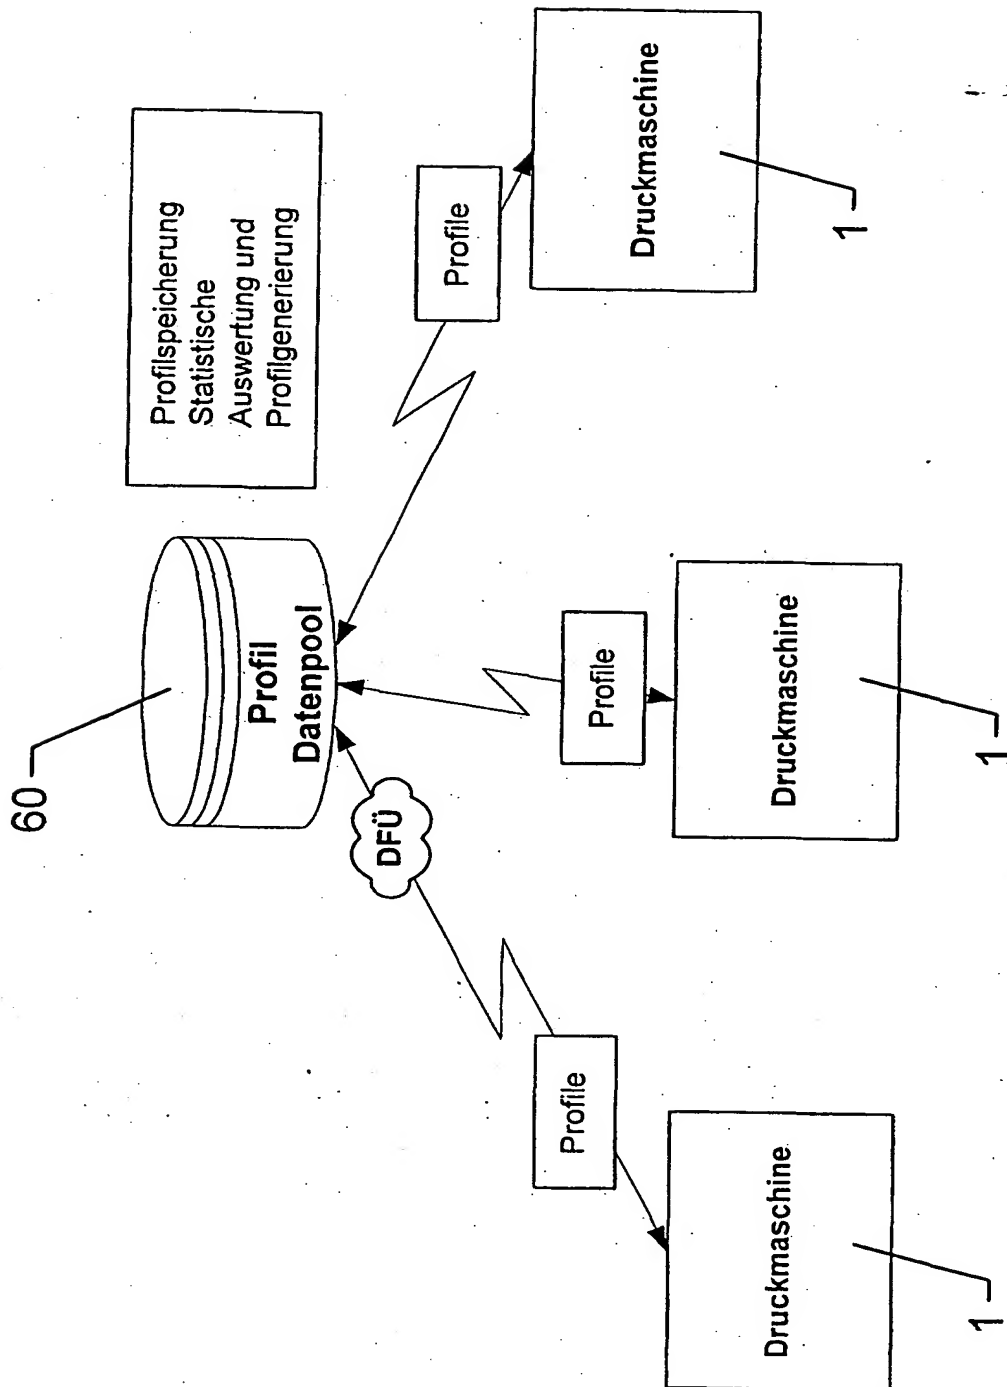 60
Profil
Datenpool
Profilspeicherung
Statistische
Auswertung und
Profilgenerierung
DFÜ
Profile
Profile
Profile
Druckmaschine
Druckmaschine
Druckmaschine
1
1
1